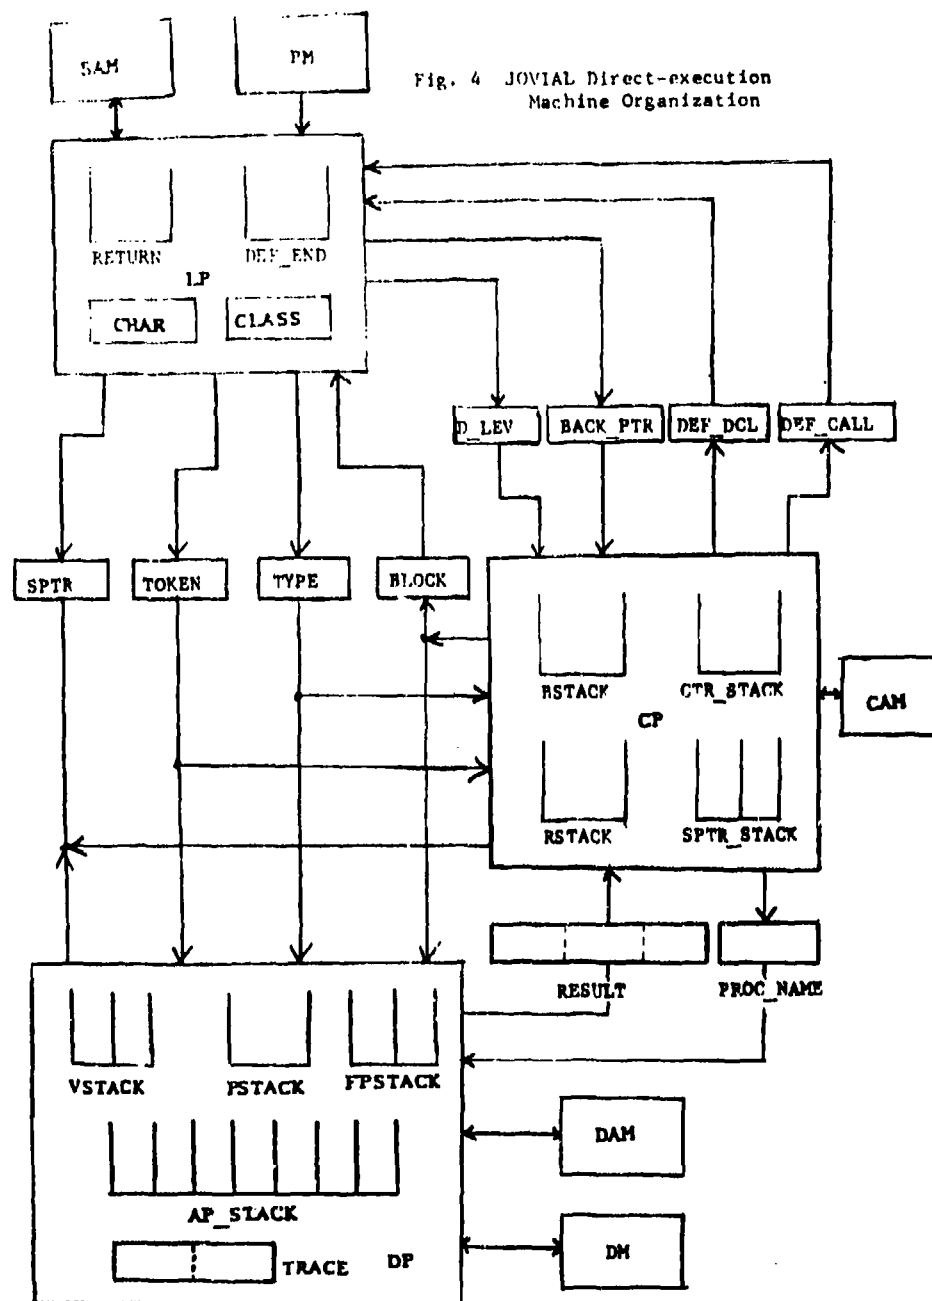 SAM
PM
Fig. 4 JOVIAL Direct-execution
Machine Organization
RETURN
DEF_END
LP
CHAR
CLASS
D_LEV
BACK_PTR
DEF_DCL
DEF_CALL
SPTR
TOKEN
TYPE
BLOCK
BSTACK
CTR_STACK
CP
CAM
RSTACK
SPTR_STACK
RESULT
PROC_NAME
VSTACK
PSTACK
FPSTACK
DAM
AP_STACK
DM
TRACE
DP